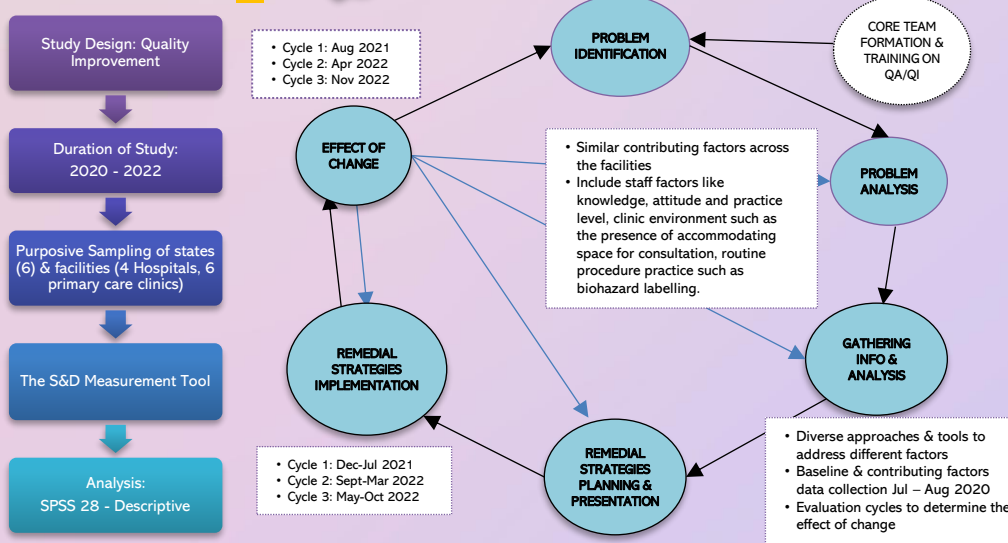 Study Design: Quality
Improvement
Duration of Study:
2020 - 2022
Purposive Sampling of states
(6) & facilities (4 Hospitals, 6
primary care clinics)
The S&D Measurement Tool
Analysis:
SPSS 28 - Descriptive
• Cycle 1: Aug 2021
• Cycle 2: Apr 2022
• Cycle 3: Nov 2022
PROBLEM
IDENTIFICATION
CORE TEAM
FORMATION &
TRAINING ON
QA/QI
EFFECT OF
CHANGE
• Similar contributing factors across
the facilities
• Include staff factors like
knowledge, attitude and practice
level, clinic environment such as
the presence of accommodating
space for consultation, routine
procedure practice such as
biohazard labelling.
PROBLEM
ANALYSIS
GATHERING
INFO &
ANALYSIS
REMEDIAL
STRATEGIES
IMPLEMENTATION
REMEDIAL
STRATEGIES
PLANNING &
PRESENTATION
• Cycle 1: Dec-Jul 2021
• Cycle 2: Sept-Mar 2022
• Cycle 3: May-Oct 2022
• Diverse approaches & tools to
address different factors
• Baseline & contributing factors
data collection Jul – Aug 2020
• Evaluation cycles to determine the
effect of change